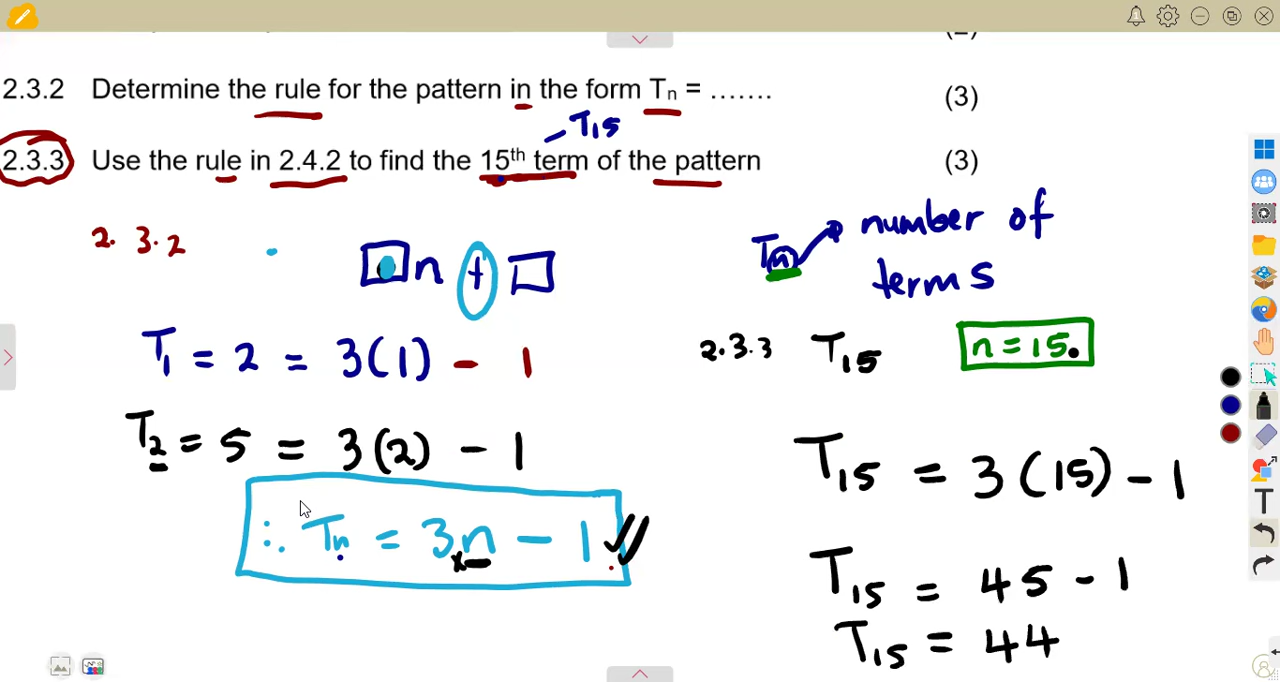 2.3.2 Determine the rule for the pattern in the form Tn = ....... (3)
T15
2.3.3 Use the rule in 2.4.2 to find the 15th term of the pattern (3)
2. 3.2
□n + □
Tn number of
terms
T1 = 2 = 3(1) - 1
2.3.3 T15 n = 15.
T2 = 5 = 3(2) - 1
T15 = 3(15) - 1
∴ Tn = 3n - 1
T15 = 45 - 1
T15 = 44
T